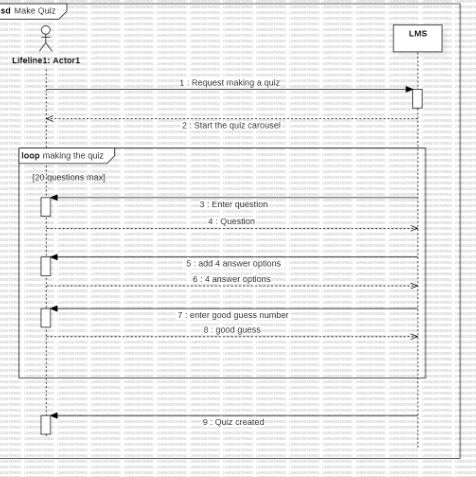 sd Make Quiz
LMS
Lifeline1: Actor1
1 : Request making a quiz
2 : Start the quiz carousel
loop making the quiz
[20 questions max]
3 : Enter question
4 : Question
5 : add 4 answer options
6 : 4 answer options
7 : enter good guess number
8 : good guess
9 : Quiz created